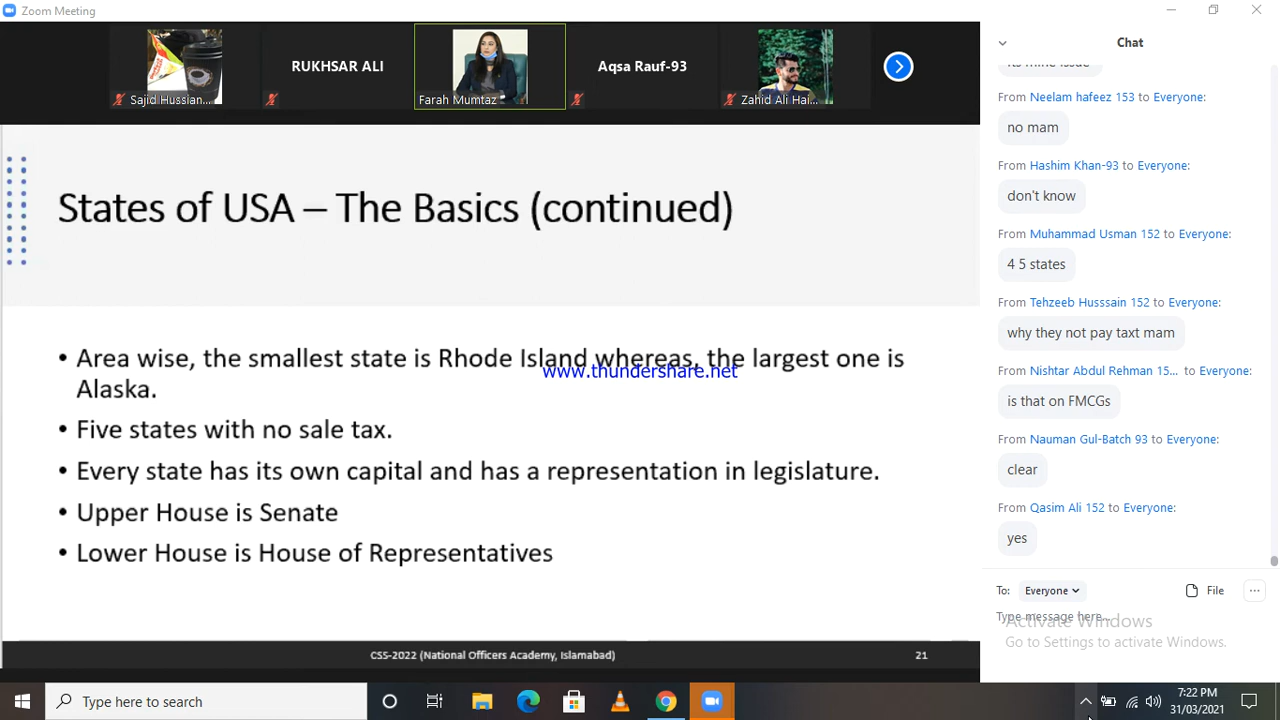 Zoom Meeting
Sajid Hussian...
RUKHSAR ALI
Farah Mumtaz
Aqsa Rauf-93
Zahid Ali Hai...
States of USA – The Basics (continued)
• Area wise, the smallest state is Rhode Island whereas, the largest one is
Alaska.
www.thundershare.net
• Five states with no sale tax.
• Every state has its own capital and has a representation in legislature.
• Upper House is Senate
• Lower House is House of Representatives
CSS-2022 (National Officers Academy, Islamabad)
21
Chat
its mine issue
From Neelam hafeez 153 to Everyone:
no mam
From Hashim Khan-93 to Everyone:
don't know
From Muhammad Usman 152 to Everyone:
4 5 states
From Tehzeeb Husssain 152 to Everyone:
why they not pay taxt mam
From Nishtar Abdul Rehman 15... to Everyone:
is that on FMCGs
From Nauman Gul-Batch 93 to Everyone:
clear
From Qasim Ali 152 to Everyone:
yes
To: Everyone
File
Type message here...
Activate Windows
Go to Settings to activate Windows.
Type here to search
7:22 PM
31/03/2021